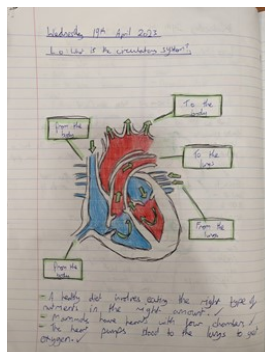 Wednesday 19th April 2023
L.O: What is the circulatory system?
To the body
from the body
To the lungs
From the lungs
from the body
- A healthy diet involves eating the right type of
nutrients in the right amount.
have hearts with four chambers
- The heart pumps blood to the lungs to get
oxygen.